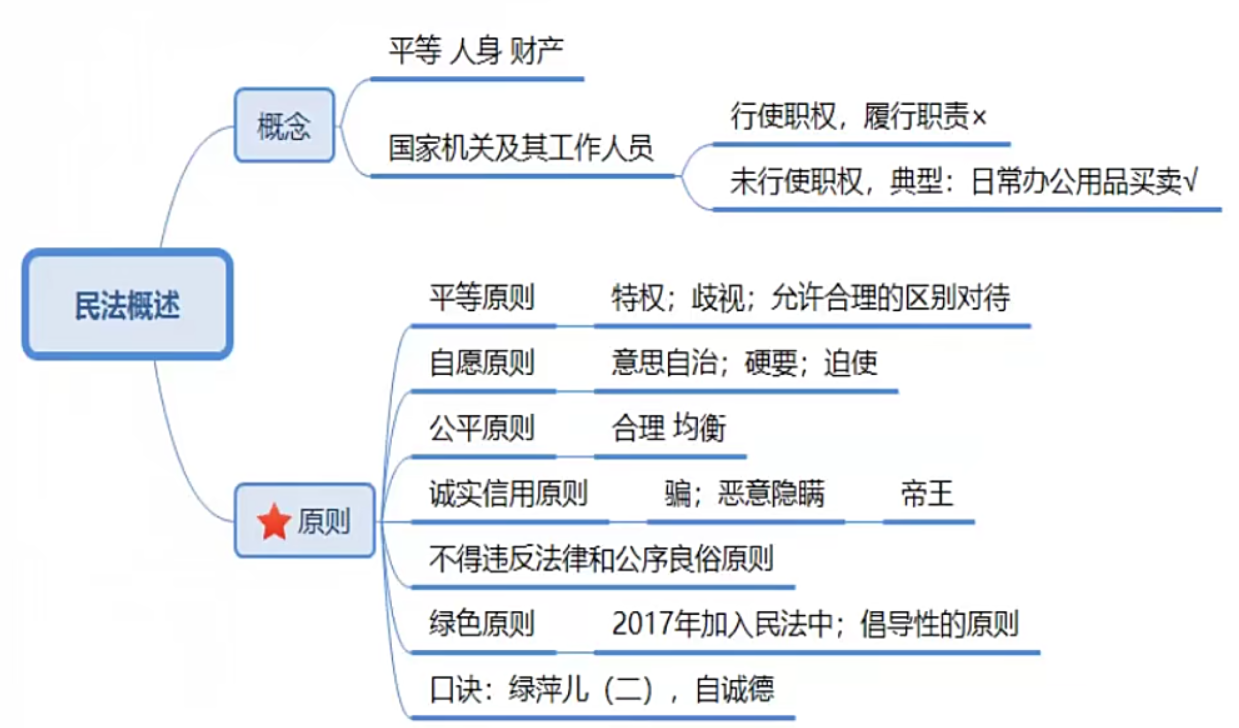 民法概述
概念
平等 人身 财产
国家机关及其工作人员
行使职权，履行职责×
未行使职权，典型：日常办公用品买卖√
原则
平等原则 特权；歧视；允许合理的区别对待
自愿原则 意思自治；硬要；迫使
公平原则 合理 均衡
诚实信用原则 骗；恶意隐瞒 帝王
不得违反法律和公序良俗原则
绿色原则 2017年加入民法中；倡导性的原则
口诀：绿萍儿（二），自诚德